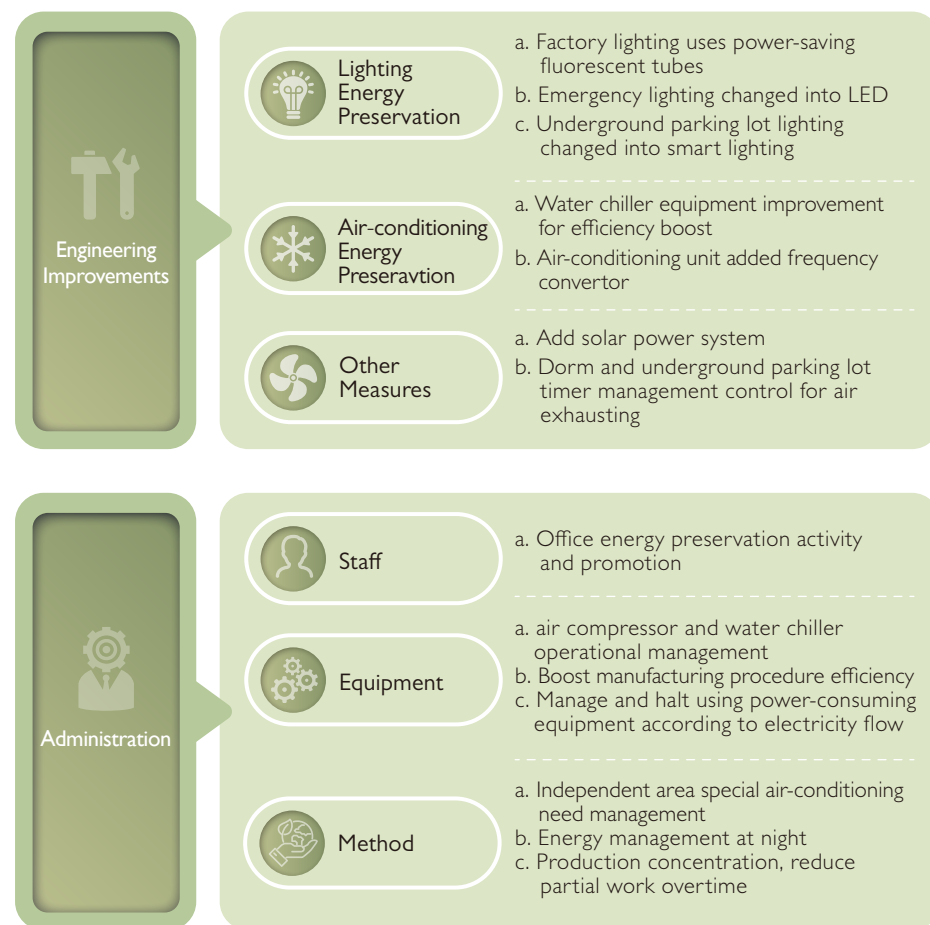 Engineering
Improvements
Lighting
Energy
Preservation
a. Factory lighting uses power-saving
fluorescent tubes
b. Emergency lighting changed into LED
c. Underground parking lot lighting
changed into smart lighting
Air-conditioning
Energy
Preseravtion
a. Water chiller equipment improvement
for efficiency boost
b. Air-conditioning unit added frequency
convertor
Other
Measures
a. Add solar power system
b. Dorm and underground parking lot
timer management control for air
exhausting
Administration
Staff
a. Office energy preservation activity
and promotion
Equipment
a. air compressor and water chiller
operational management
b. Boost manufacturing procedure efficiency
c. Manage and halt using power-consuming
equipment according to electricity flow
Method
a. Independent area special air-conditioning
need management
b. Energy management at night
c. Production concentration, reduce
partial work overtime